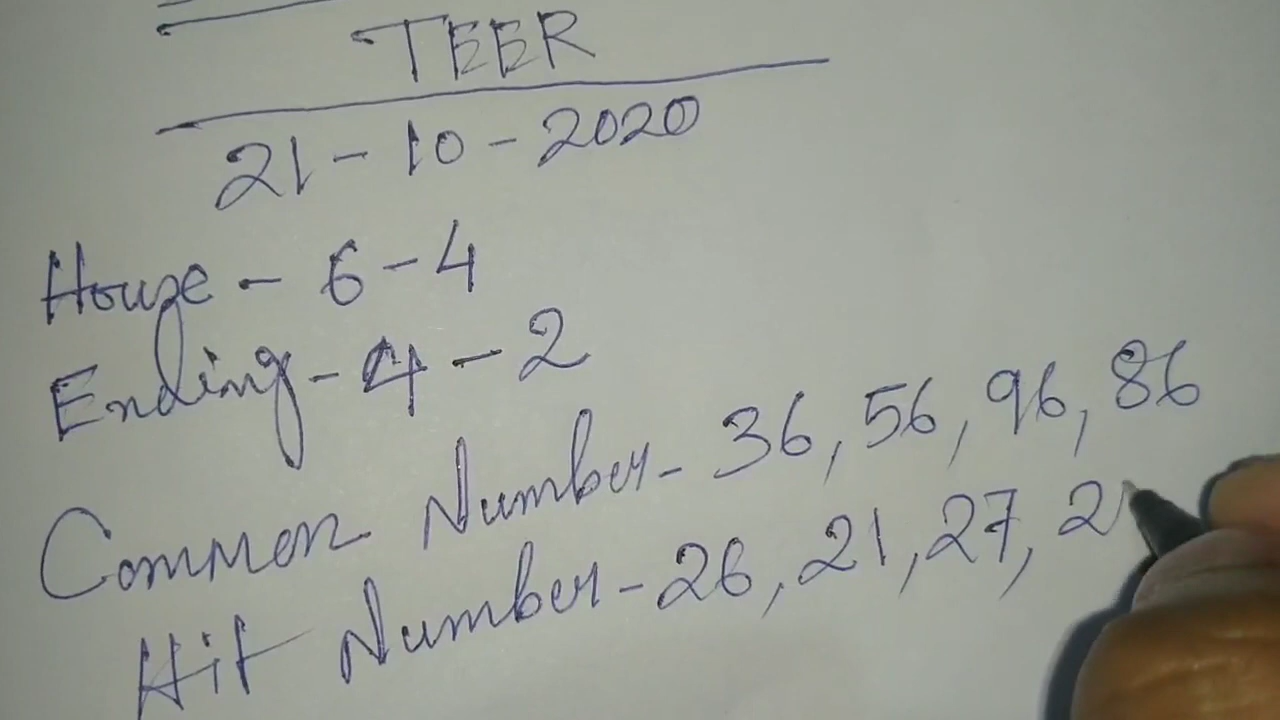 TEER
21-10-2020
House - 6-4
Ending - 4-2
Common Number - 36, 56, 96, 86
Hit Number - 26, 21, 27,